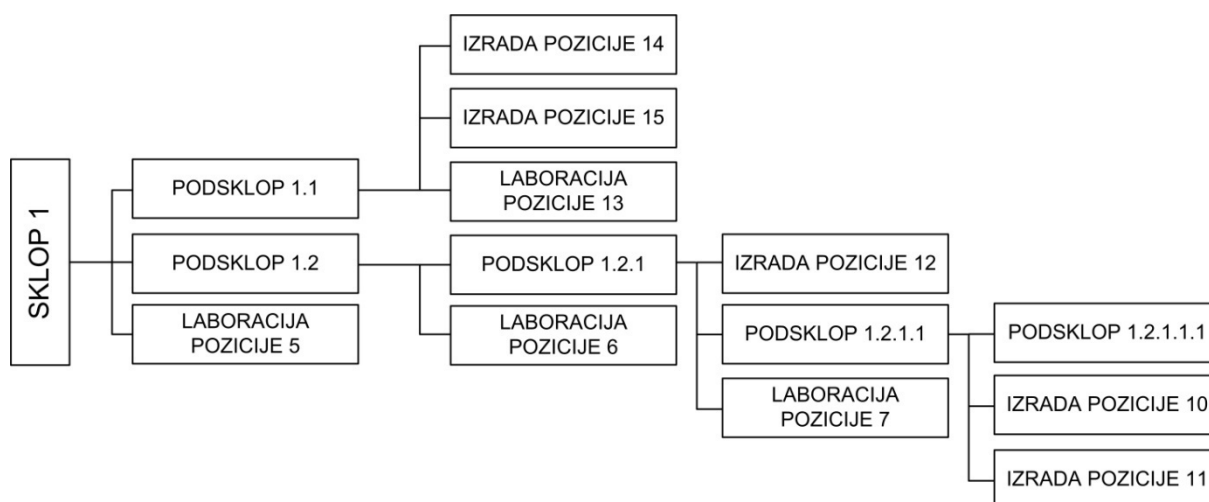 SKLOP 1
PODSKLOP 1.1
PODSKLOP 1.2
LABORACIJA
POZICIJE 5
IZRADA POZICIJE 14
IZRADA POZICIJE 15
LABORACIJA
POZICIJE 13
PODSKLOP 1.2.1
LABORACIJA
POZICIJE 6
IZRADA POZICIJE 12
PODSKLOP 1.2.1.1
LABORACIJA
POZICIJE 7
PODSKLOP 1.2.1.1.1
IZRADA POZICIJE 10
IZRADA POZICIJE 11